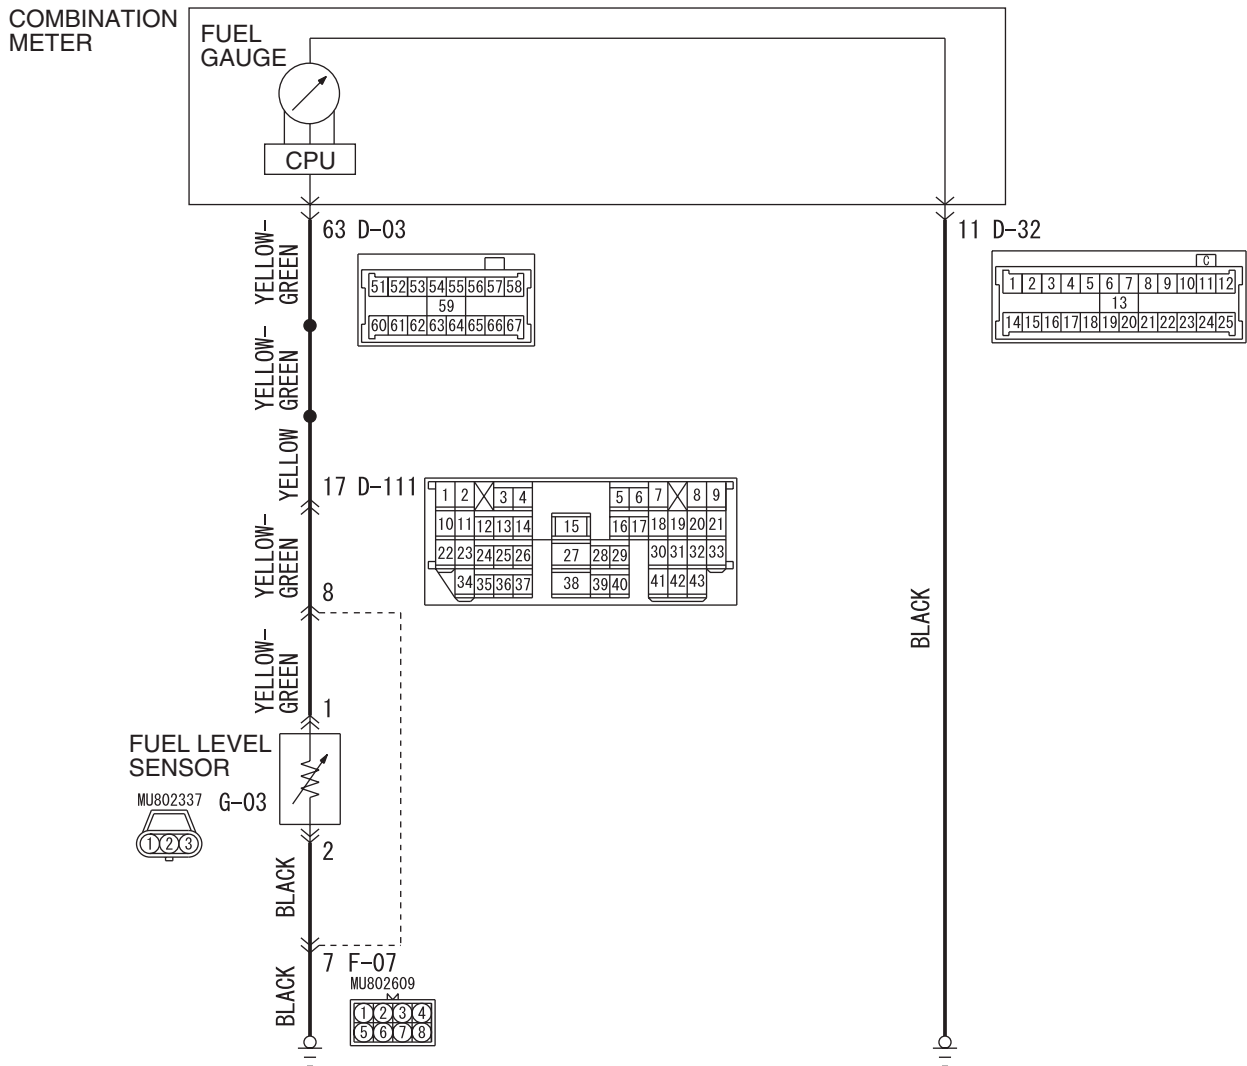 COMBINATION
METER
FUEL
GAUGE
CPU
63 D-03
11 D-32
YELLOW-
GREEN
51 52 53 54 55 56 57 58
59
60 61 62 63 64 65 66 67
C
1 2 3 4 5 6 7 8 9 10 11 12
13
14 15 16 17 18 19 20 21 22 23 24 25
YELLOW-
GREEN
YELLOW
17 D-111
1 2 3 4 5 6 7 8 9
10 11 12 13 14 15 16 17 18 19 20 21
22 23 24 25 26 27 28 29 30 31 32 33
34 35 36 37 38 39 40 41 42 43
YELLOW-
GREEN
8
BLACK
YELLOW-
GREEN
1
FUEL LEVEL
SENSOR
MU802337 G-03
1 2 3
2
BLACK
7 F-07
MU802609
1 2 3 4
5 6 7 8
BLACK